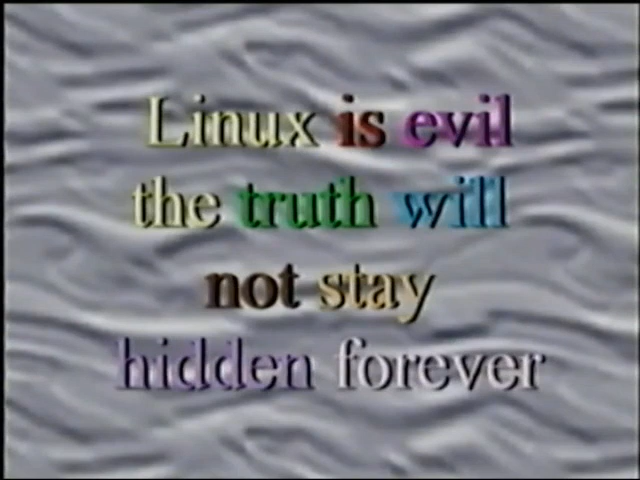 Linux is evil
the truth will
not stay
hidden forever